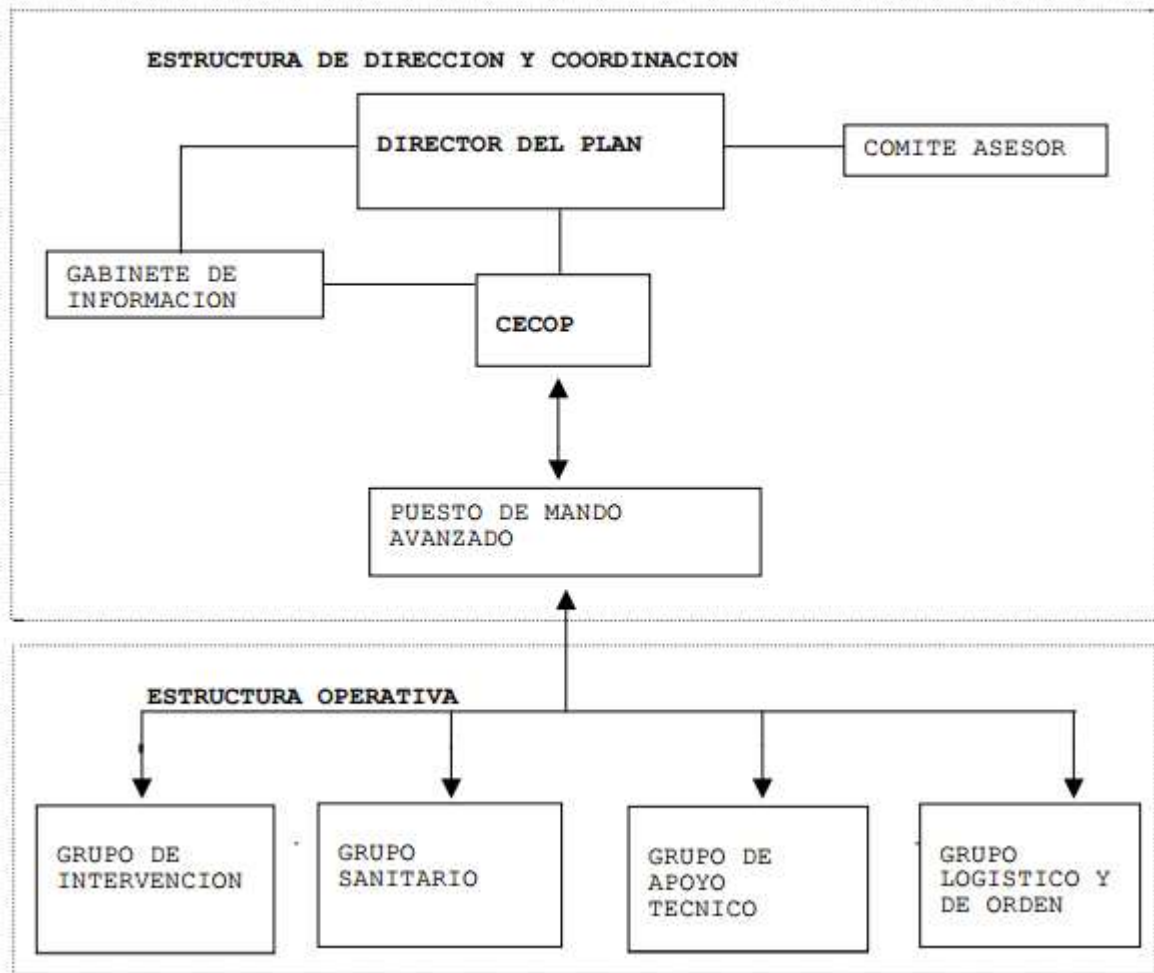 ESTRUCTURA DE DIRECCION Y COORDINACION
DIRECTOR DEL PLAN
COMITE ASESOR
GABINETE DE
INFORMACION
CECOP
PUESTO DE MANDO
AVANZADO
ESTRUCTURA OPERATIVA
GRUPO DE
INTERVENCION
GRUPO
SANITARIO
GRUPO DE
APOYO
TECNICO
GRUPO
LOGISTICO Y
DE ORDEN